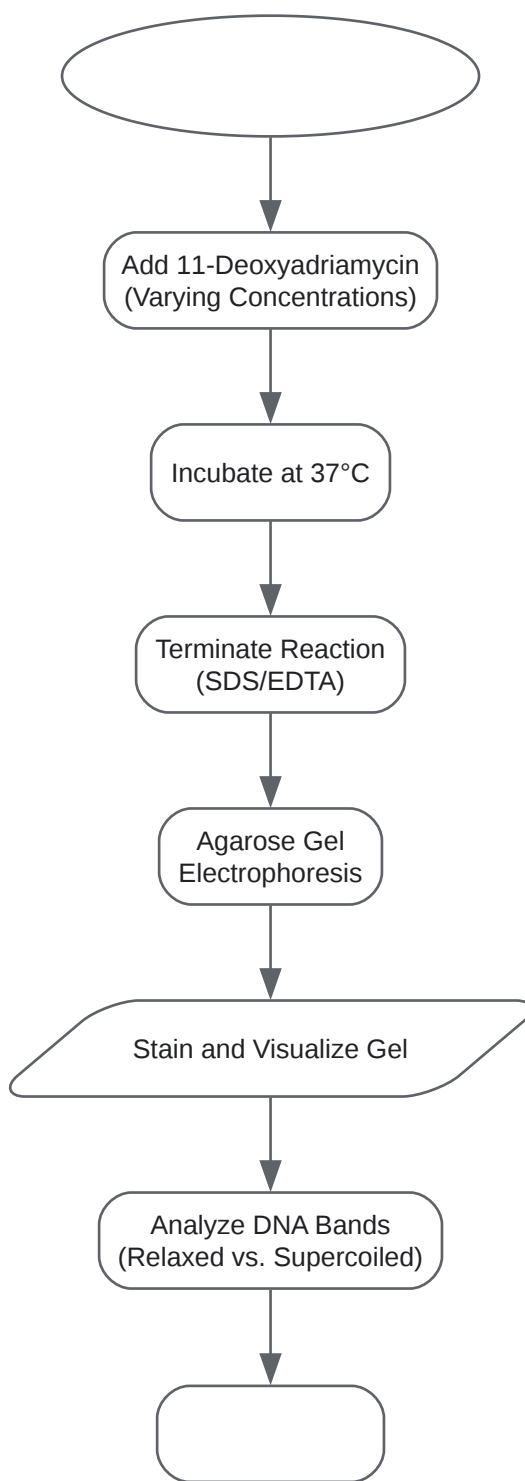 Add 11-Deoxyadriamycin
(Varying Concentrations)
Incubate at 37°C
Terminate Reaction
(SDS/EDTA)
Agarose Gel
Electrophoresis
Stain and Visualize Gel
Analyze DNA Bands
(Relaxed vs. Supercoiled)